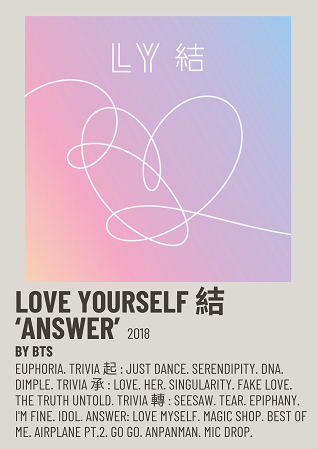 LY 結
LOVE YOURSELF 結
‘ANSWER’ 2018
BY BTS
EUPHORIA. TRIVIA 起 : JUST DANCE. SERENDIPITY. DNA.
DIMPLE. TRIVIA 承 : LOVE. HER. SINGULARITY. FAKE LOVE.
THE TRUTH UNTOLD. TRIVIA 轉 : SEESAW. TEAR. EPIPHANY.
I'M FINE. IDOL. ANSWER: LOVE MYSELF. MAGIC SHOP. BEST OF
ME. AIRPLANE PT.2. GO GO. ANPANMAN. MIC DROP.